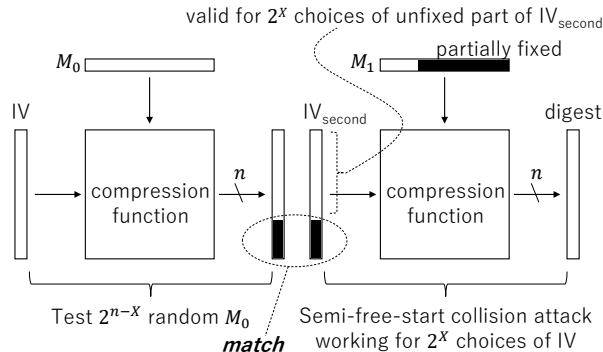 valid for 2^X choices of unfixed part of IV_second
partially fixed
M_0
M_1
IV
IV_second
digest
n
n
compression
function
compression
function
Test 2^{n-X} random M_0
match
Semi-free-start collision attack
working for 2^X choices of IV